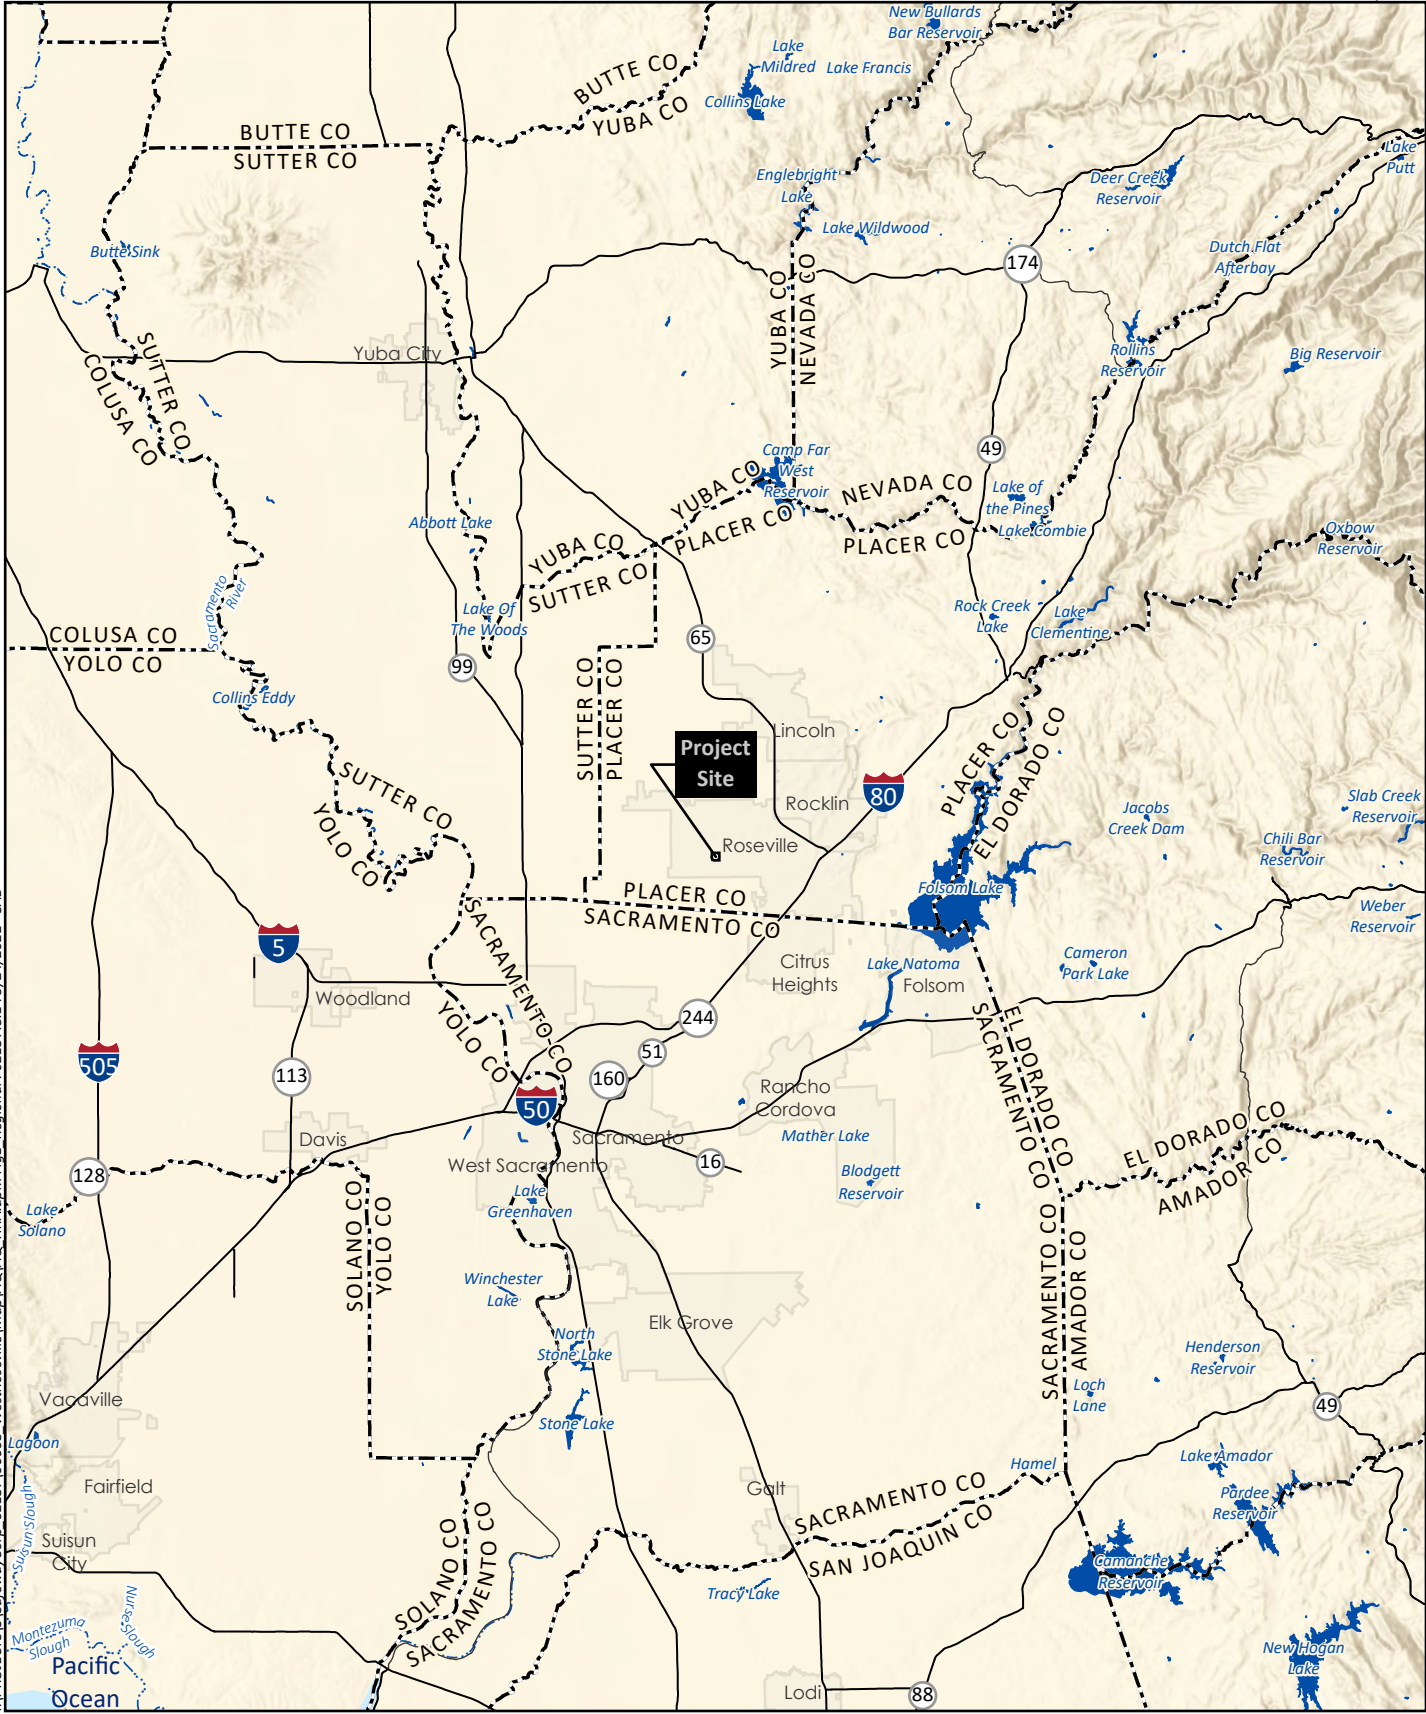 New Bullards
Bar Reservoir
Lake
Mildred
Lake Francis
Collins Lake
BUTTE CO
YUBA CO
BUTTE CO
SUTTER CO
Englebright
Lake
Lake Wildwood
Deer Creek
Reservoir
Lake
Putt
Butte Sink
Dutch Flat
Afterbay
174
YUBA CO
NEVADA CO
SUTTER CO
COLUSA CO
Yuba City
Rollins
Reservoir
Big Reservoir
49
Camp Far
West
Reservoir
YUBA CO
PLACER CO
NEVADA CO
PLACER CO
Lake of
the Pines
Lake Combie
Abbott Lake
YUBA CO
SUTTER CO
Oxbow
Reservoir
Sacramento
River
Lake Of
The Woods
Rock Creek
Lake
Lake
Clementine
COLUSA CO
YOLO CO
65
99
Collins Eddy
SUTTER CO
PLACER CO
Lincoln
Project
Site
PLACER CO
EL DORADO CO
SUTTER CO
YOLO CO
Rocklin
80
Jacobs
Creek Dam
Slab Creek
Reservoir
Roseville
Chili Bar
Reservoir
Folsom Lake
PLACER CO
SACRAMENTO CO
Weber
Reservoir
5
SACRAMENTO CO
YOLO CO
Citrus
Heights
Lake Natoma
Folsom
Cameron
Park Lake
Woodland
244
EL DORADO CO
SACRAMENTO CO
505
51
113
160
50
Rancho
Cordova
Davis
Sacramento
Mather Lake
EL DORADO CO
AMADOR CO
West Sacramento
16
128
Blodgett
Reservoir
Lake
Solano
Lake
Greenhaven
SOLANO CO
YOLO CO
SACRAMENTO CO
AMADOR CO
Winchester
Lake
Elk Grove
North
Stone Lake
Henderson
Reservoir
Vacaville
Loch
Lane
49
Stone Lake
Lagoon
Hamel
Lake Amador
Fairfield
Galt
SACRAMENTO CO
SAN JOAQUIN CO
Pardee
Reservoir
Suisun Slough
Suisun
City
SOLANO CO
SACRAMENTO CO
Camanche
Reservoir
Tracy Lake
Nurse Slough
Montezuma
Slough
New Hogan
Lake
Pacific
Ocean
Lodi
88